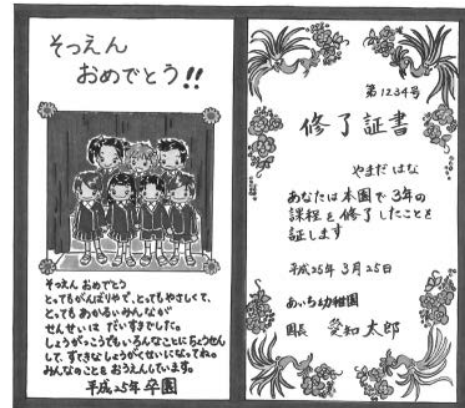 そつえん
おめでとう!!
そつえん おめでとう
とってもがんばりやで、とってもやさしくて、
とっても あかるいみんなが
せんせいは だいすきでした。
しょうがっこうでもいろんなことにちょうせん
して、すてきなしょうがくせいになってね。
みんなのことをおうえんしています。
平成25年 卒園
第1234号
修了証書
やまだ はな
あなたは本園で3年の
課程を修了したことを
証します
平成25年 3月25日
あいち幼稚園
園長 愛知太郎